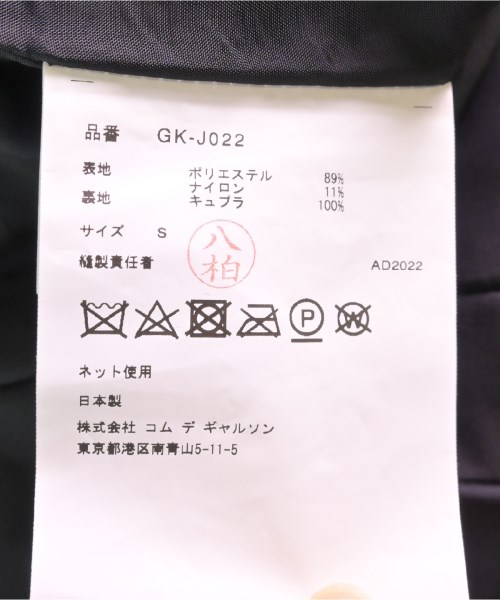 品番 GK-J022
表地 ポリエステル 89%
ナイロン 11%
裏地 キュプラ 100%
サイズ S
八柏
縫製責任者
AD2022
P W
ネット使用
日本製
株式会社 コム デ ギャルソン
東京都港区南青山5-11-5